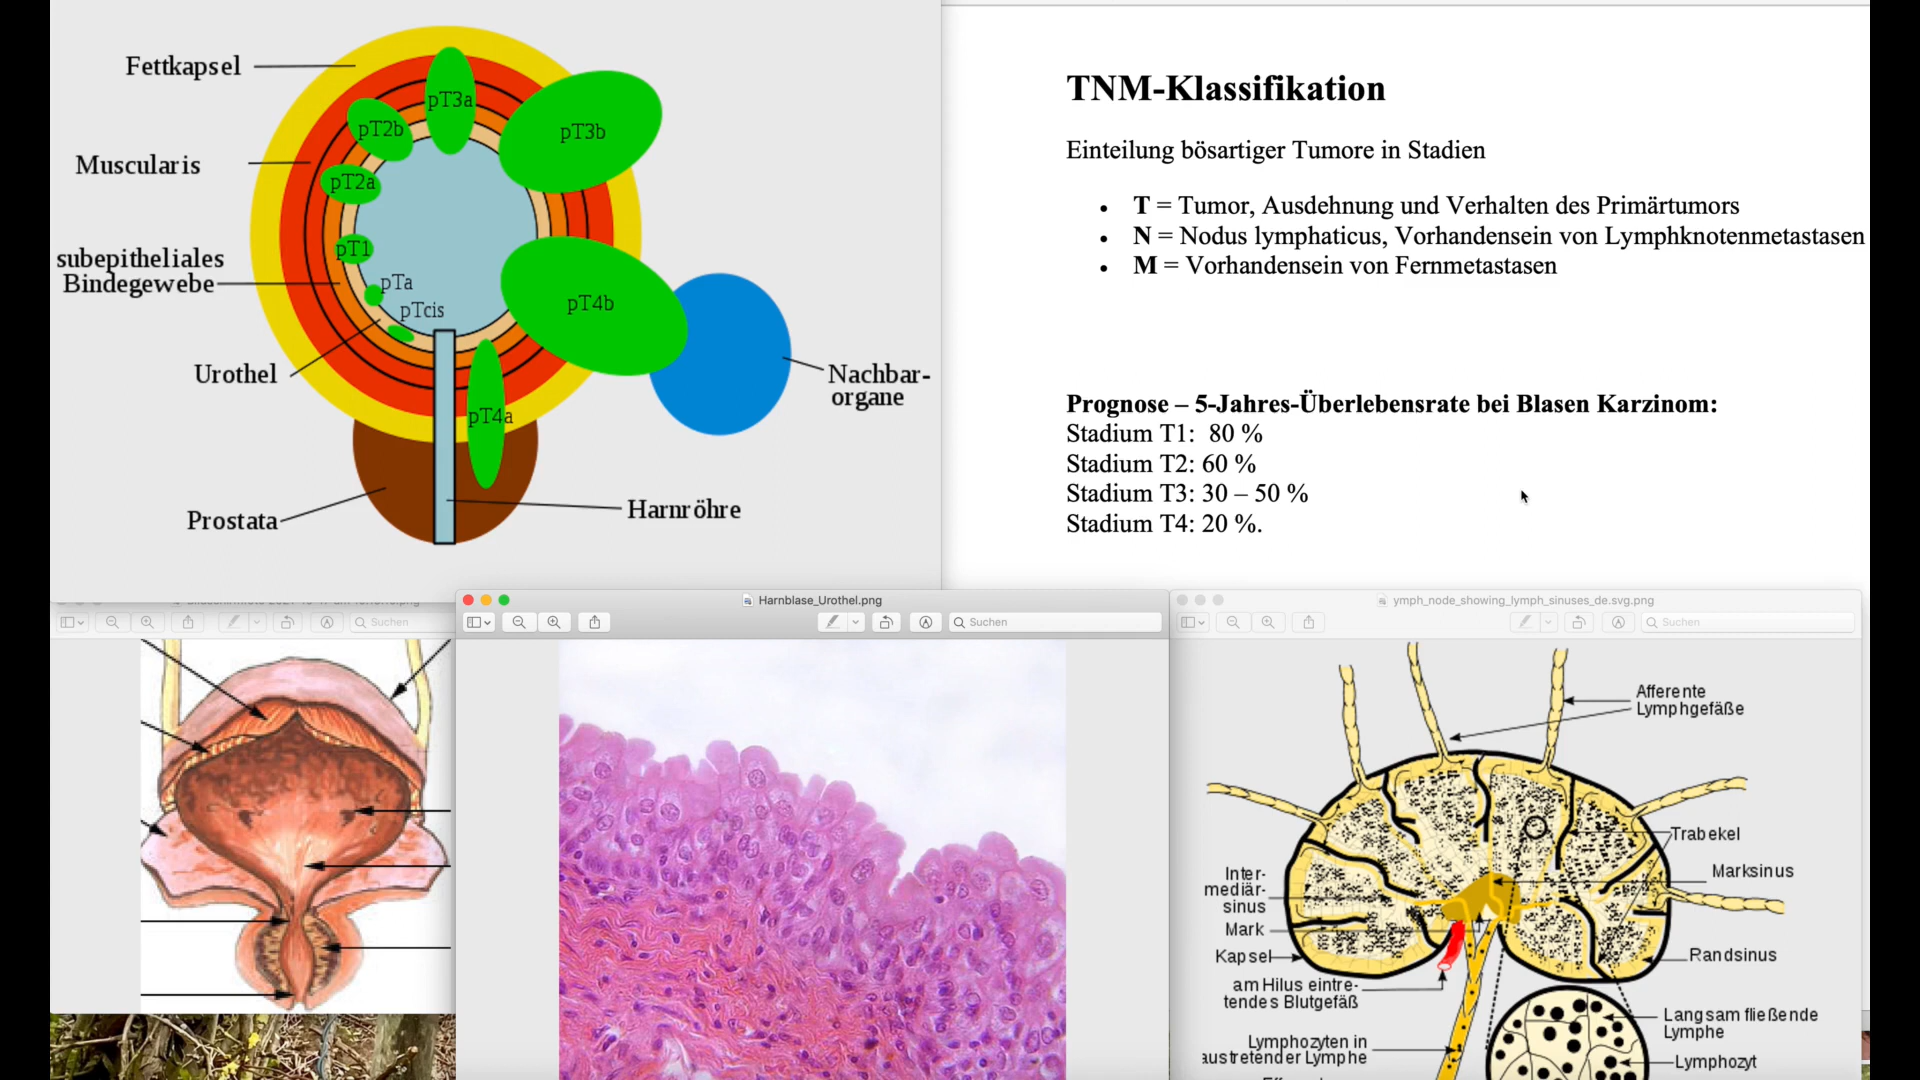 Fettkapsel
pT3a
pT2b
pT3b
Muscularis
pT2a
pT1
subepitheliales
Bindegewebe
pTa
pTcis
pT4b
Urothel
Nachbar-
organe
pT4a
Prostata
Harnröhre
TNM-Klassifikation
Einteilung bösartiger Tumore in Stadien
• T = Tumor, Ausdehnung und Verhalten des Primärtumors
• N = Nodus lymphaticus, Vorhandensein von Lymphknotenmetastasen
• M = Vorhandensein von Fernmetastasen
Prognose – 5-Jahres-Überlebensrate bei Blasen Karzinom:
Stadium T1: 80 %
Stadium T2: 60 %
Stadium T3: 30 – 50 %
Stadium T4: 20 %.
Suchen
Harnblase_Urothel.png
Suchen
ymph_node_showing_lymph_sinuses_de.svg.png
Suchen
Afferente
Lymphgefäße
Trabekel
Marksinus
Inter-
mediär-
sinus
Mark
Kapsel
Randsinus
am Hilus eintre-
tendes Blutgefäß
Langsam fließende
Lymphe
Lymphozyten in
austretender Lymphe
Lymphozyt